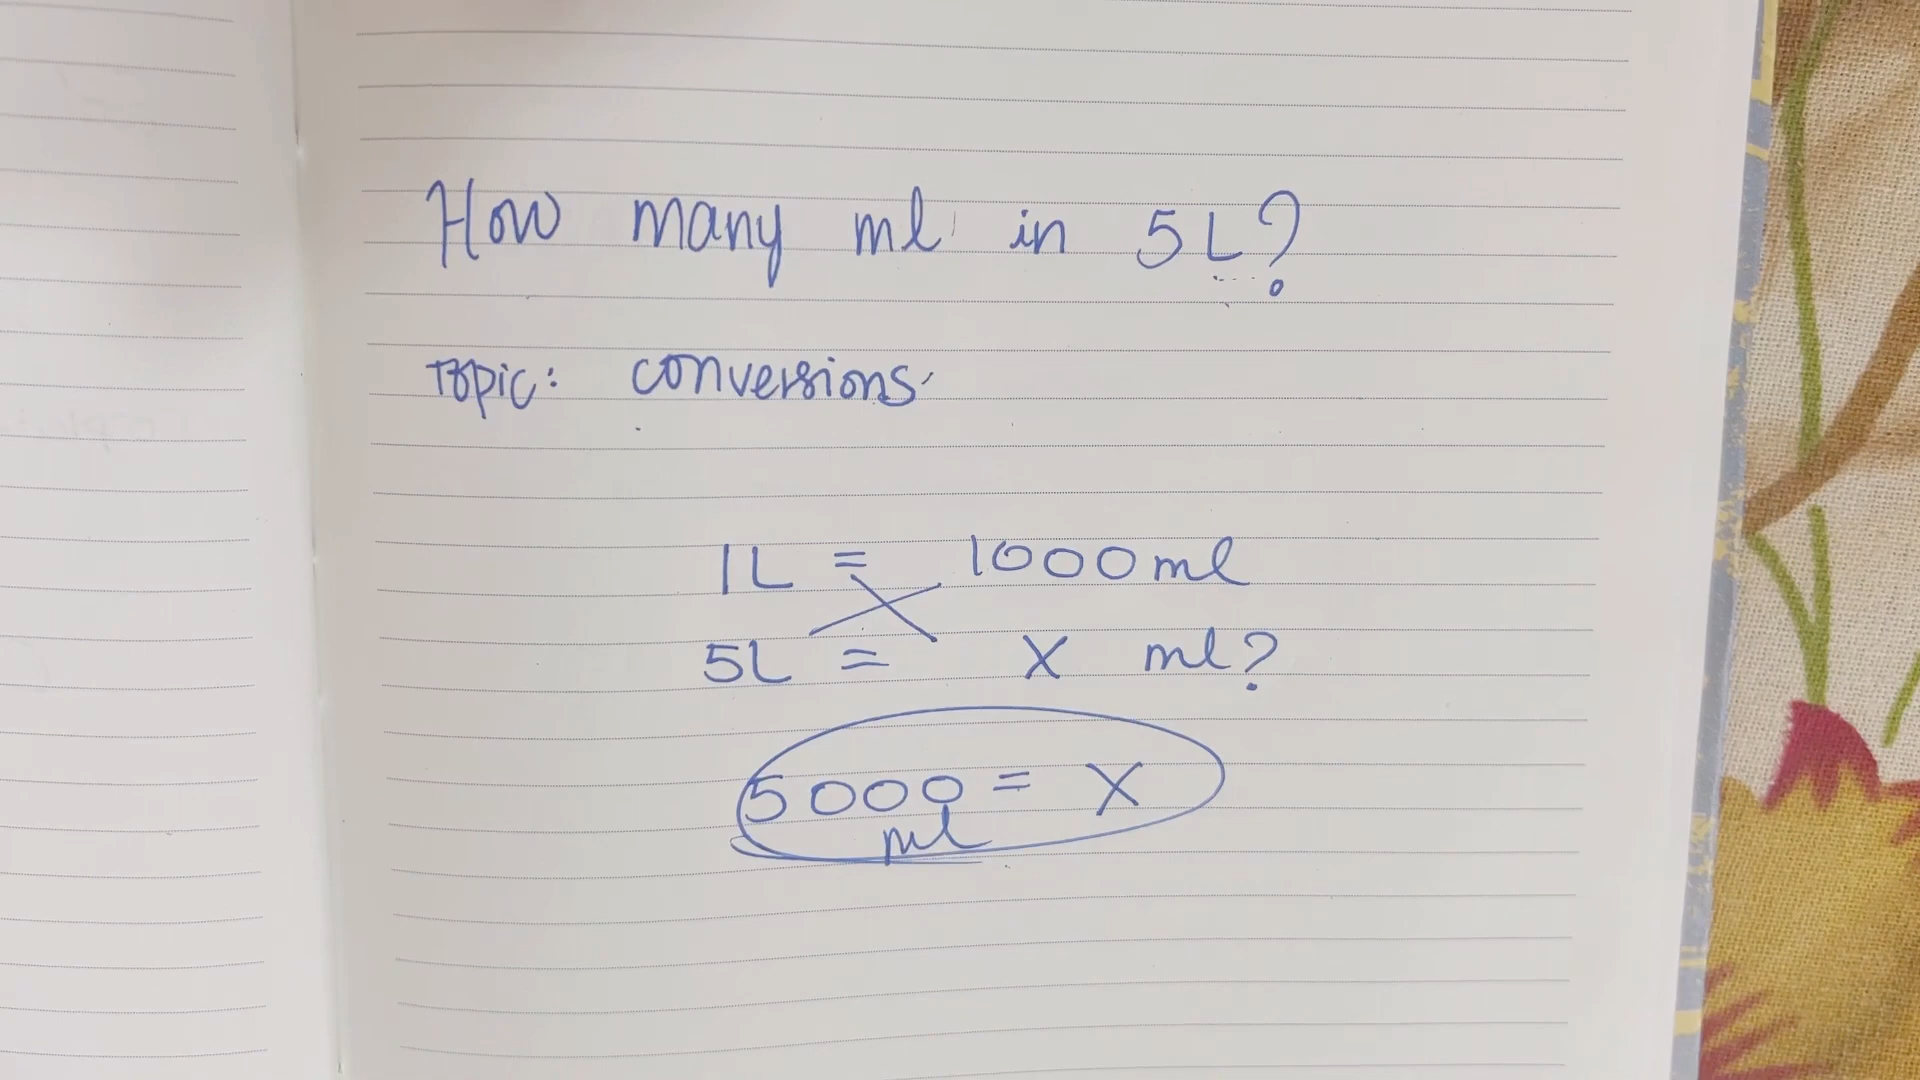 How many ml in 5L?
Topic: conversions.
1L = 1000ml
5L = X ml?
5000 = X
ml